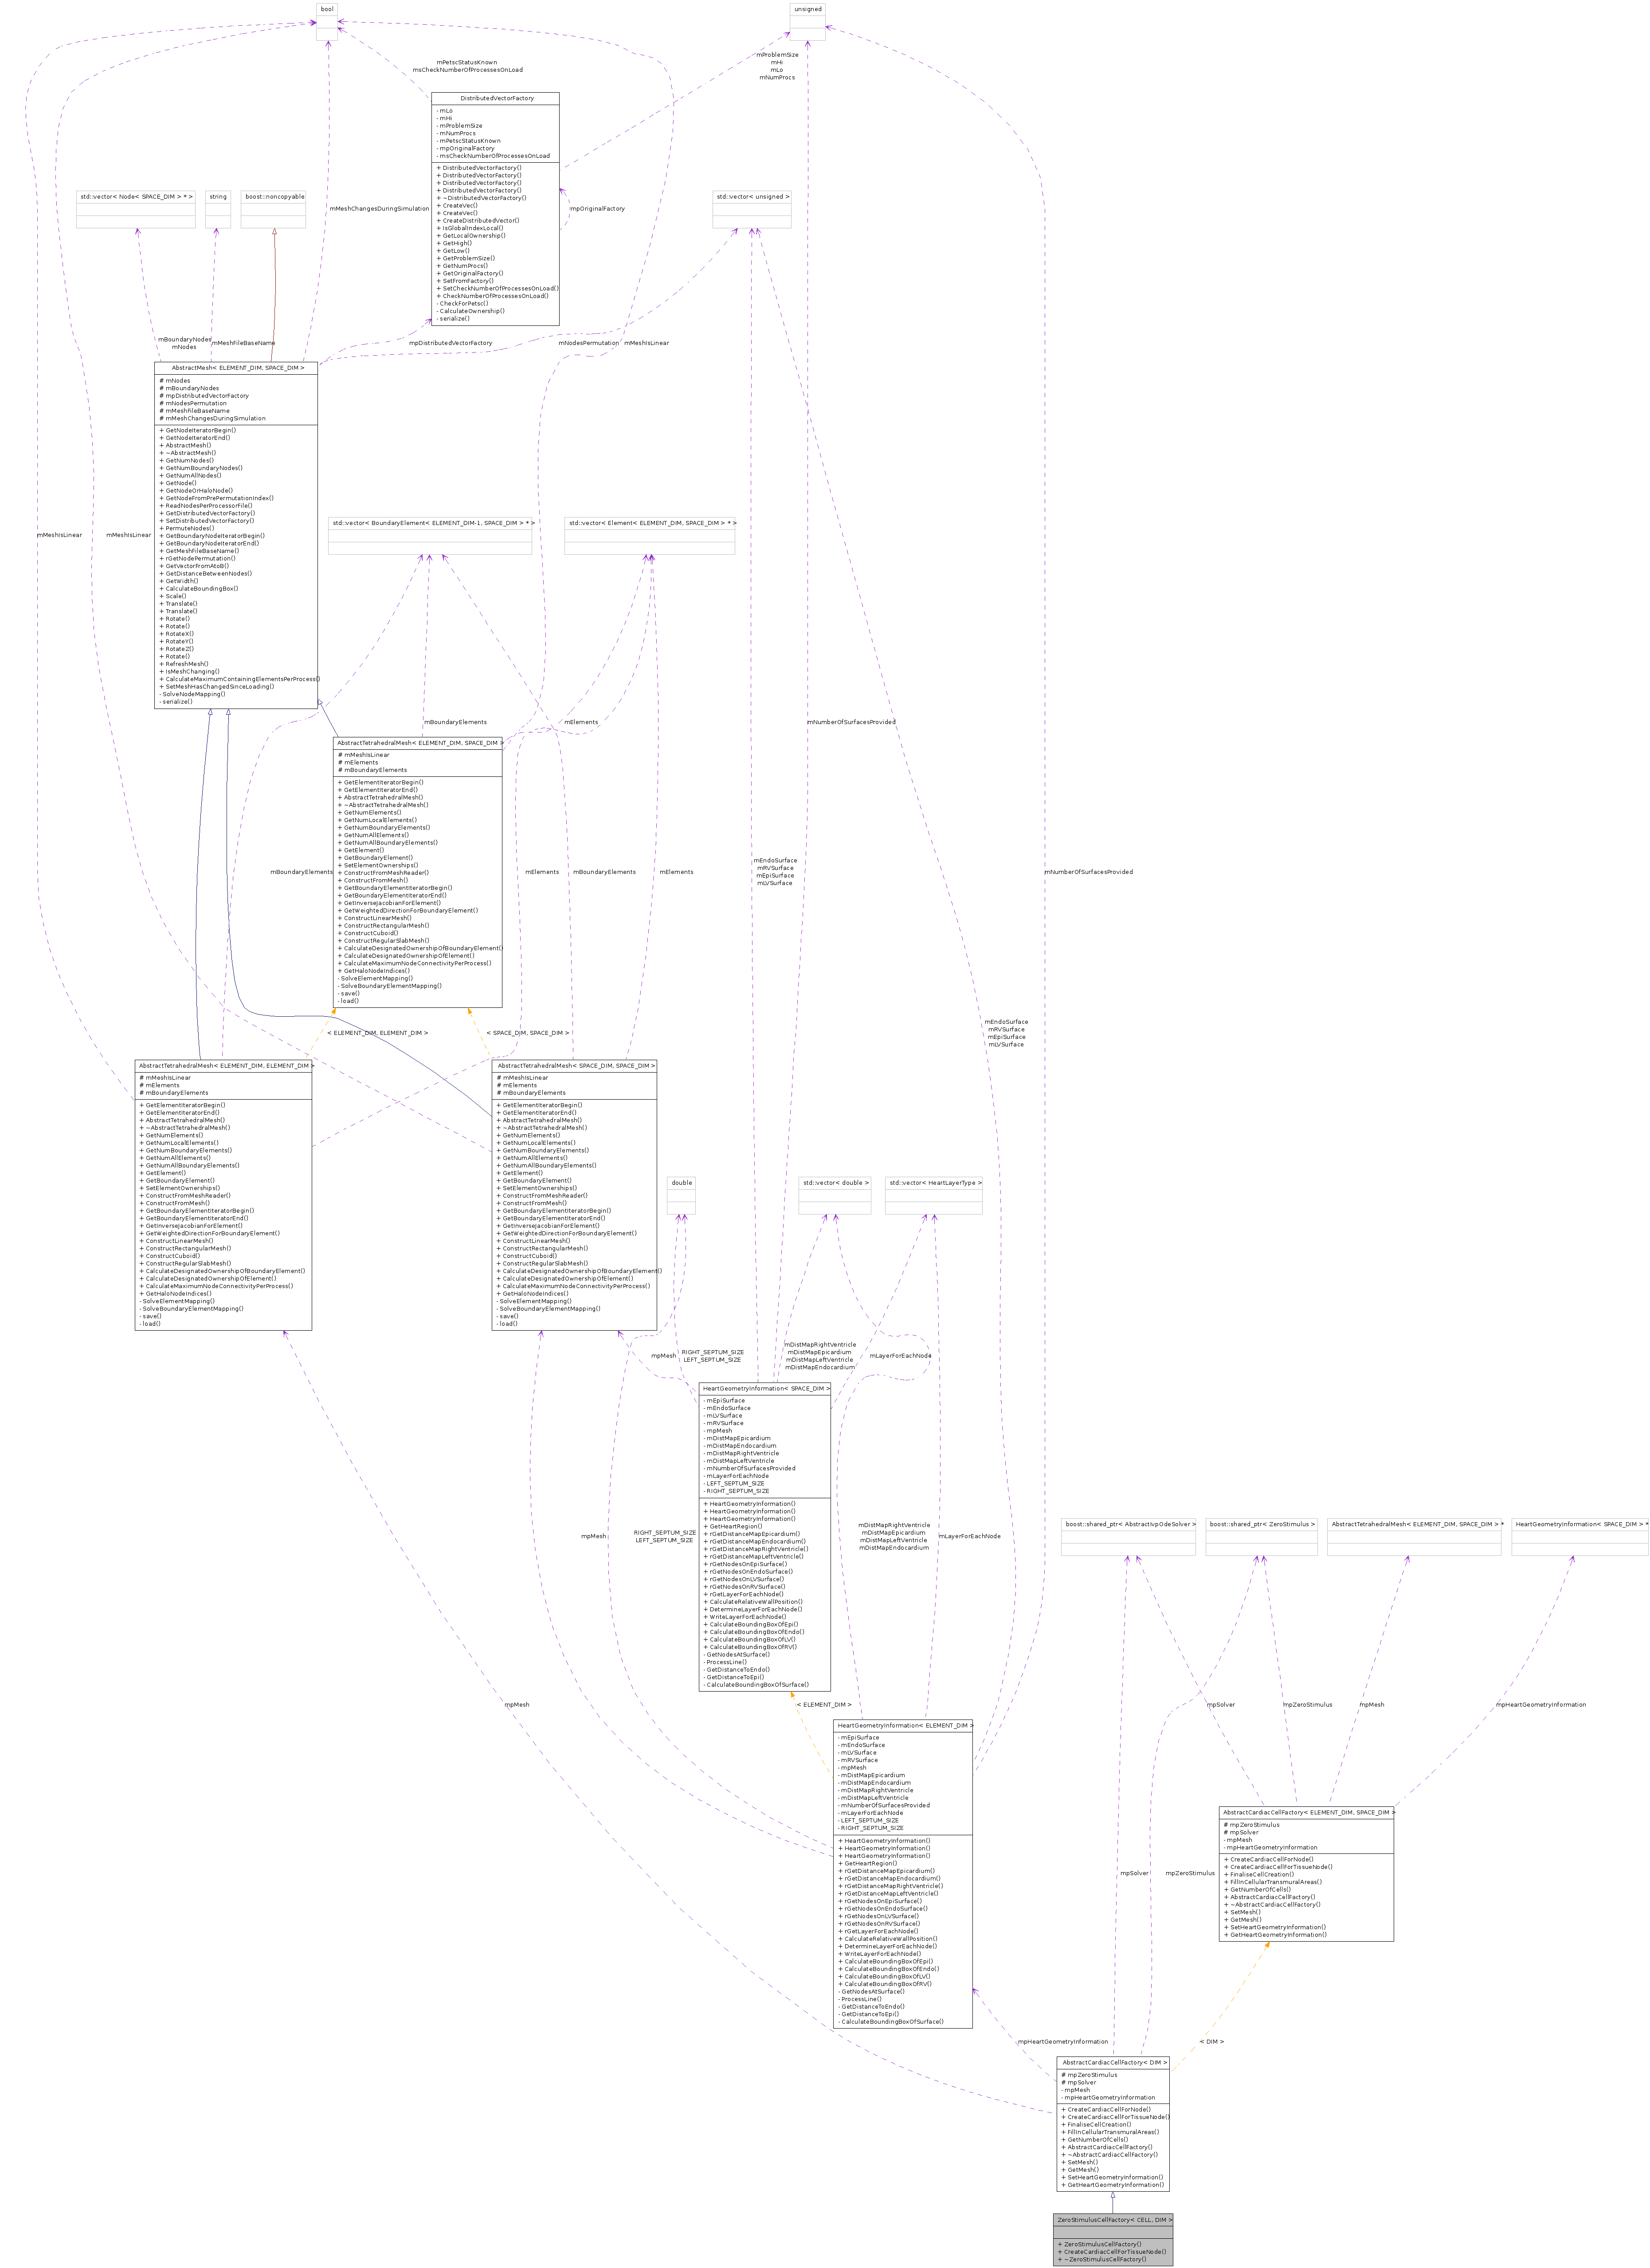 bool
unsigned
mProblemSize
mHi
mLo
mNumProcs
mPetscStatusKnown
msCheckNumberOfProcessesOnLoad
DistributedVectorFactory
- mLo
- mHi
- mProblemSize
- mNumProcs
- mPetscStatusKnown
- mpOriginalFactory
- msCheckNumberOfProcessesOnLoad
+ DistributedVectorFactory()
+ DistributedVectorFactory()
+ DistributedVectorFactory()
+ DistributedVectorFactory()
+ ~DistributedVectorFactory()
+ CreateVec()
+ CreateVec()
+ CreateDistributedVector()
+ IsGlobalIndexLocal()
+ GetLocalOwnership()
+ GetHigh()
+ GetLow()
+ GetProblemSize()
+ GetNumProcs()
+ GetOriginalFactory()
+ SetFromFactory()
+ SetCheckNumberOfProcessesOnLoad()
+ CheckNumberOfProcessesOnLoad()
- CheckForPetsc()
- CalculateOwnership()
- serialize()
std::vector< Node< SPACE_DIM > * >
string
boost::noncopyable
mMeshChangesDuringSimulation
mpOriginalFactory
std::vector< unsigned >
mBoundaryNodes
mNodes
mMeshFileBaseName
mpDistributedVectorFactory
mNodesPermutation
mMeshIsLinear
AbstractMesh< ELEMENT_DIM, SPACE_DIM >
# mNodes
# mBoundaryNodes
# mpDistributedVectorFactory
# mNodesPermutation
# mMeshFileBaseName
# mMeshChangesDuringSimulation
+ GetNodeIteratorBegin()
+ GetNodeIteratorEnd()
+ AbstractMesh()
+ ~AbstractMesh()
+ GetNumNodes()
+ GetNumBoundaryNodes()
+ GetNumAllNodes()
+ GetNode()
+ GetNodeOrHaloNode()
+ GetNodeFromPrePermutationIndex()
+ ReadNodesPerProcessorFile()
+ GetDistributedVectorFactory()
+ SetDistributedVectorFactory()
+ PermuteNodes()
+ GetBoundaryNodeIteratorBegin()
+ GetBoundaryNodeIteratorEnd()
+ GetMeshFileBaseName()
+ rGetNodePermutation()
+ GetVectorFromAtoB()
+ GetDistanceBetweenNodes()
+ GetWidth()
+ CalculateBoundingBox()
+ Scale()
+ Translate()
+ Translate()
+ Rotate()
+ Rotate()
+ RotateX()
+ RotateY()
+ RotateZ()
+ Rotate()
+ RefreshMesh()
+ IsMeshChanging()
+ CalculateMaximumContainingElementsPerProcess()
+ SetMeshHasChangedSinceLoading()
- SolveNodeMapping()
- serialize()
mMeshIsLinear
mMeshIsLinear
std::vector< BoundaryElement< ELEMENT_DIM-1, SPACE_DIM > * >
std::vector< Element< ELEMENT_DIM, SPACE_DIM > * >
mBoundaryElements
mElements
mNumberOfSurfacesProvided
AbstractTetrahedralMesh< ELEMENT_DIM, SPACE_DIM >
# mMeshIsLinear
# mElements
# mBoundaryElements
+ GetElementIteratorBegin()
+ GetElementIteratorEnd()
+ AbstractTetrahedralMesh()
+ ~AbstractTetrahedralMesh()
+ GetNumElements()
+ GetNumLocalElements()
+ GetNumBoundaryElements()
+ GetNumAllElements()
+ GetNumAllBoundaryElements()
+ GetElement()
+ GetBoundaryElement()
+ SetElementOwnerships()
+ ConstructFromMeshReader()
+ ConstructFromMesh()
+ GetBoundaryElementIteratorBegin()
+ GetBoundaryElementIteratorEnd()
+ GetInverseJacobianForElement()
+ GetWeightedDirectionForBoundaryElement()
+ ConstructLinearMesh()
+ ConstructRectangularMesh()
+ ConstructCuboid()
+ ConstructRegularSlabMesh()
+ CalculateDesignatedOwnershipOfBoundaryElement()
+ CalculateDesignatedOwnershipOfElement()
+ CalculateMaximumNodeConnectivityPerProcess()
+ GetHaloNodeIndices()
- SolveElementMapping()
- SolveBoundaryElementMapping()
- save()
- load()
mBoundaryElements
mElements
mBoundaryElements
mElements
mEndoSurface
mRVSurface
mEpiSurface
mLVSurface
mNumberOfSurfacesProvided
mEndoSurface
mRVSurface
mEpiSurface
mLVSurface
< ELEMENT_DIM, ELEMENT_DIM >
< SPACE_DIM, SPACE_DIM >
AbstractTetrahedralMesh< ELEMENT_DIM, ELEMENT_DIM >
# mMeshIsLinear
# mElements
# mBoundaryElements
+ GetElementIteratorBegin()
+ GetElementIteratorEnd()
+ AbstractTetrahedralMesh()
+ ~AbstractTetrahedralMesh()
+ GetNumElements()
+ GetNumLocalElements()
+ GetNumBoundaryElements()
+ GetNumAllElements()
+ GetNumAllBoundaryElements()
+ GetElement()
+ GetBoundaryElement()
+ SetElementOwnerships()
+ ConstructFromMeshReader()
+ ConstructFromMesh()
+ GetBoundaryElementIteratorBegin()
+ GetBoundaryElementIteratorEnd()
+ GetInverseJacobianForElement()
+ GetWeightedDirectionForBoundaryElement()
+ ConstructLinearMesh()
+ ConstructRectangularMesh()
+ ConstructCuboid()
+ ConstructRegularSlabMesh()
+ CalculateDesignatedOwnershipOfBoundaryElement()
+ CalculateDesignatedOwnershipOfElement()
+ CalculateMaximumNodeConnectivityPerProcess()
+ GetHaloNodeIndices()
- SolveElementMapping()
- SolveBoundaryElementMapping()
- save()
- load()
AbstractTetrahedralMesh< SPACE_DIM, SPACE_DIM >
# mMeshIsLinear
# mElements
# mBoundaryElements
+ GetElementIteratorBegin()
+ GetElementIteratorEnd()
+ AbstractTetrahedralMesh()
+ ~AbstractTetrahedralMesh()
+ GetNumElements()
+ GetNumLocalElements()
+ GetNumBoundaryElements()
+ GetNumAllElements()
+ GetNumAllBoundaryElements()
+ GetElement()
+ GetBoundaryElement()
+ SetElementOwnerships()
+ ConstructFromMeshReader()
+ ConstructFromMesh()
+ GetBoundaryElementIteratorBegin()
+ GetBoundaryElementIteratorEnd()
+ GetInverseJacobianForElement()
+ GetWeightedDirectionForBoundaryElement()
+ ConstructLinearMesh()
+ ConstructRectangularMesh()
+ ConstructCuboid()
+ ConstructRegularSlabMesh()
+ CalculateDesignatedOwnershipOfBoundaryElement()
+ CalculateDesignatedOwnershipOfElement()
+ CalculateMaximumNodeConnectivityPerProcess()
+ GetHaloNodeIndices()
- SolveElementMapping()
- SolveBoundaryElementMapping()
- save()
- load()
double
std::vector< double >
std::vector< HeartLayerType >
mpMesh
RIGHT_SEPTUM_SIZE
LEFT_SEPTUM_SIZE
mDistMapRightVentricle
mDistMapEpicardium
mDistMapLeftVentricle
mDistMapEndocardium
mLayerForEachNode
HeartGeometryInformation< SPACE_DIM >
- mEpiSurface
- mEndoSurface
- mLVSurface
- mRVSurface
- mpMesh
- mDistMapEpicardium
- mDistMapEndocardium
- mDistMapRightVentricle
- mDistMapLeftVentricle
- mNumberOfSurfacesProvided
- mLayerForEachNode
- LEFT_SEPTUM_SIZE
- RIGHT_SEPTUM_SIZE
+ HeartGeometryInformation()
+ HeartGeometryInformation()
+ HeartGeometryInformation()
+ GetHeartRegion()
+ rGetDistanceMapEpicardium()
+ rGetDistanceMapEndocardium()
+ rGetDistanceMapRightVentricle()
+ rGetDistanceMapLeftVentricle()
+ rGetNodesOnEpiSurface()
+ rGetNodesOnEndoSurface()
+ rGetNodesOnLVSurface()
+ rGetNodesOnRVSurface()
+ rGetLayerForEachNode()
+ CalculateRelativeWallPosition()
+ DetermineLayerForEachNode()
+ WriteLayerForEachNode()
+ CalculateBoundingBoxOfEpi()
+ CalculateBoundingBoxOfEndo()
+ CalculateBoundingBoxOfLV()
+ CalculateBoundingBoxOfRV()
- GetNodesAtSurface()
- ProcessLine()
- GetDistanceToEndo()
- GetDistanceToEpi()
- CalculateBoundingBoxOfSurface()
mpMesh
RIGHT_SEPTUM_SIZE
LEFT_SEPTUM_SIZE
mDistMapRightVentricle
mDistMapEpicardium
mDistMapLeftVentricle
mDistMapEndocardium
mLayerForEachNode
boost::shared_ptr< AbstractIvpOdeSolver >
boost::shared_ptr< ZeroStimulus >
AbstractTetrahedralMesh< ELEMENT_DIM, SPACE_DIM > *
HeartGeometryInformation< SPACE_DIM > *
mpMesh
< ELEMENT_DIM >
mpSolver
mpZeroStimulus
mpMesh
mpHeartGeometryInformation
HeartGeometryInformation< ELEMENT_DIM >
- mEpiSurface
- mEndoSurface
- mLVSurface
- mRVSurface
- mpMesh
- mDistMapEpicardium
- mDistMapEndocardium
- mDistMapRightVentricle
- mDistMapLeftVentricle
- mNumberOfSurfacesProvided
- mLayerForEachNode
- LEFT_SEPTUM_SIZE
- RIGHT_SEPTUM_SIZE
+ HeartGeometryInformation()
+ HeartGeometryInformation()
+ HeartGeometryInformation()
+ GetHeartRegion()
+ rGetDistanceMapEpicardium()
+ rGetDistanceMapEndocardium()
+ rGetDistanceMapRightVentricle()
+ rGetDistanceMapLeftVentricle()
+ rGetNodesOnEpiSurface()
+ rGetNodesOnEndoSurface()
+ rGetNodesOnLVSurface()
+ rGetNodesOnRVSurface()
+ rGetLayerForEachNode()
+ CalculateRelativeWallPosition()
+ DetermineLayerForEachNode()
+ WriteLayerForEachNode()
+ CalculateBoundingBoxOfEpi()
+ CalculateBoundingBoxOfEndo()
+ CalculateBoundingBoxOfLV()
+ CalculateBoundingBoxOfRV()
- GetNodesAtSurface()
- ProcessLine()
- GetDistanceToEndo()
- GetDistanceToEpi()
- CalculateBoundingBoxOfSurface()
AbstractCardiacCellFactory< ELEMENT_DIM, SPACE_DIM >
# mpZeroStimulus
# mpSolver
- mpMesh
- mpHeartGeometryInformation
+ CreateCardiacCellForNode()
+ CreateCardiacCellForTissueNode()
+ FinaliseCellCreation()
+ FillInCellularTransmuralAreas()
+ GetNumberOfCells()
+ AbstractCardiacCellFactory()
+ ~AbstractCardiacCellFactory()
+ SetMesh()
+ GetMesh()
+ SetHeartGeometryInformation()
+ GetHeartGeometryInformation()
mpSolver
mpZeroStimulus
mpHeartGeometryInformation
< DIM >
AbstractCardiacCellFactory< DIM >
# mpZeroStimulus
# mpSolver
- mpMesh
- mpHeartGeometryInformation
+ CreateCardiacCellForNode()
+ CreateCardiacCellForTissueNode()
+ FinaliseCellCreation()
+ FillInCellularTransmuralAreas()
+ GetNumberOfCells()
+ AbstractCardiacCellFactory()
+ ~AbstractCardiacCellFactory()
+ SetMesh()
+ GetMesh()
+ SetHeartGeometryInformation()
+ GetHeartGeometryInformation()
ZeroStimulusCellFactory< CELL, DIM >
+ ZeroStimulusCellFactory()
+ CreateCardiacCellForTissueNode()
+ ~ZeroStimulusCellFactory()